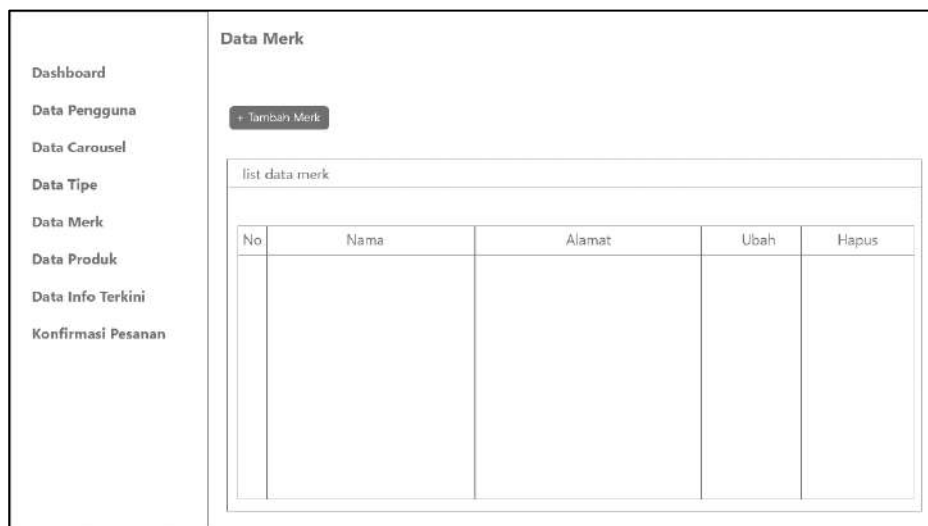 Data Merk
Dashboard
Data Pengguna
Data Carousel
Data Tipe
Data Merk
Data Produk
Data Info Terkini
Konfirmasi Pesanan
+ Tambah Merk
list data merk
No Nama Alamat Ubah Hapus